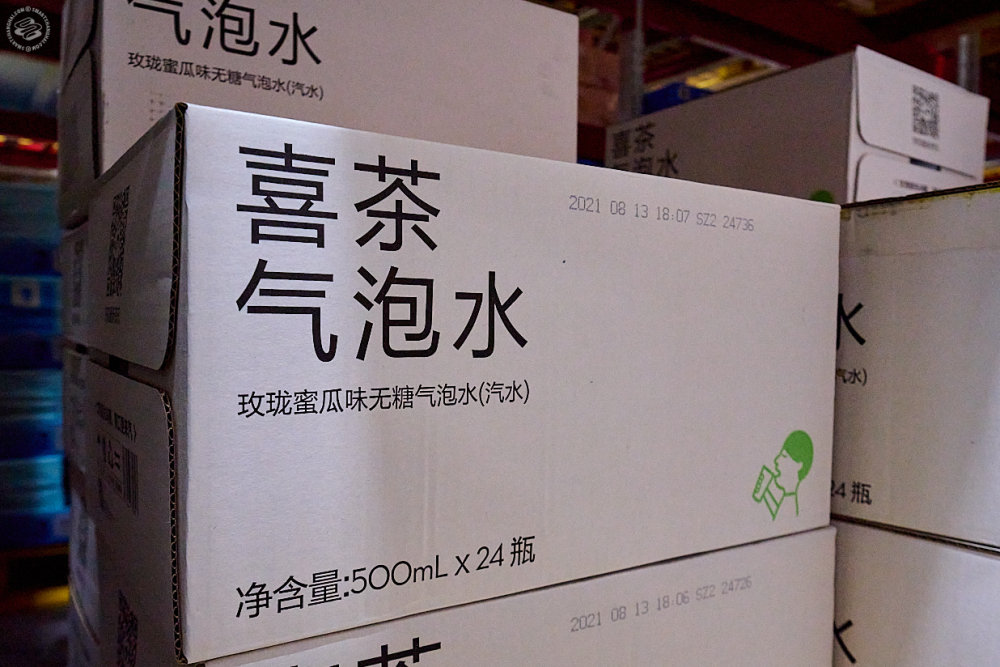 气泡水
玫珑蜜瓜味无糖气泡水(汽水)
喜茶
泡水
喜茶
气泡水
玫珑蜜瓜味无糖气泡水(汽水)
净含量:500mL x 24 瓶
2021 08 13 18:07 SZ2 24736
水
气水)
24 瓶
2021 08 13 18:06 SZ2 24726
茶